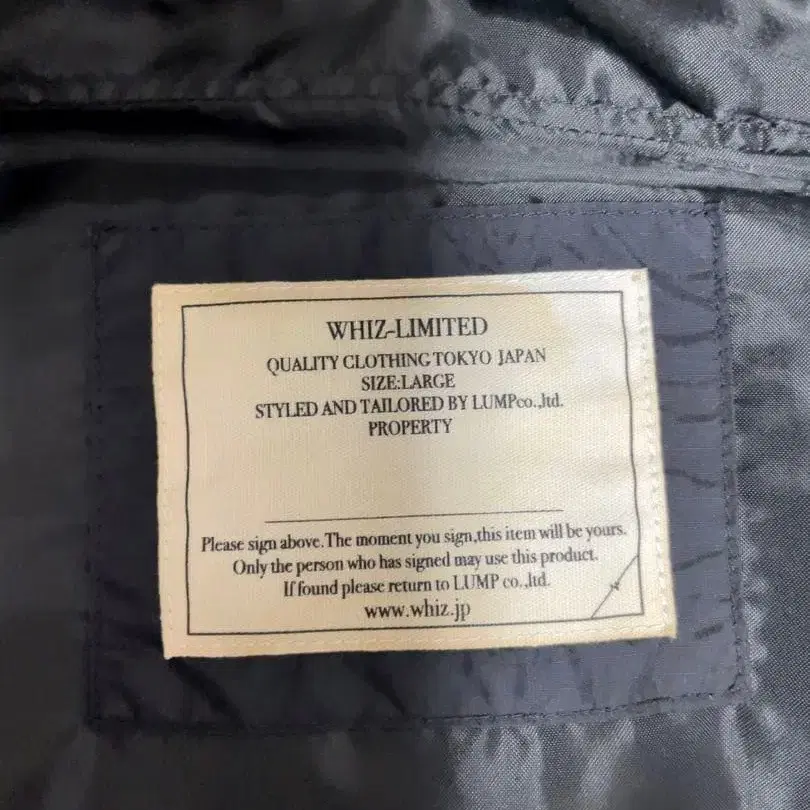 WHIZ-LIMITED
QUALITY CLOTHING TOKYO JAPAN
SIZE:LARGE
STYLED AND TAILORED BY LUMPco.,ltd.
PROPERTY
Please sign above.The moment you sign,this item will be yours.
Only the person who has signed may use this product.
If found please return to LUMP co.,ltd.
www.whiz.jp